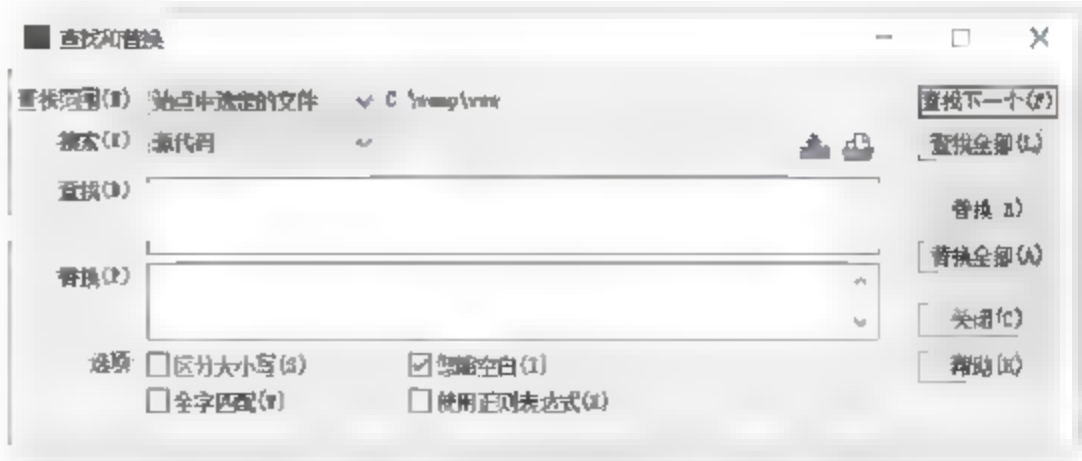 查找和替换
查找范围(N) 站点中选定的文件 C \wamp\www
搜索 源代码
查找
替换
选项 区分大小写(S) 忽略空白(I)
全字匹配(W) 使用正则表达式
查找下一个(F)
查找全部(L)
替换 R)
替换全部(A)
关闭(C)
帮助(H)